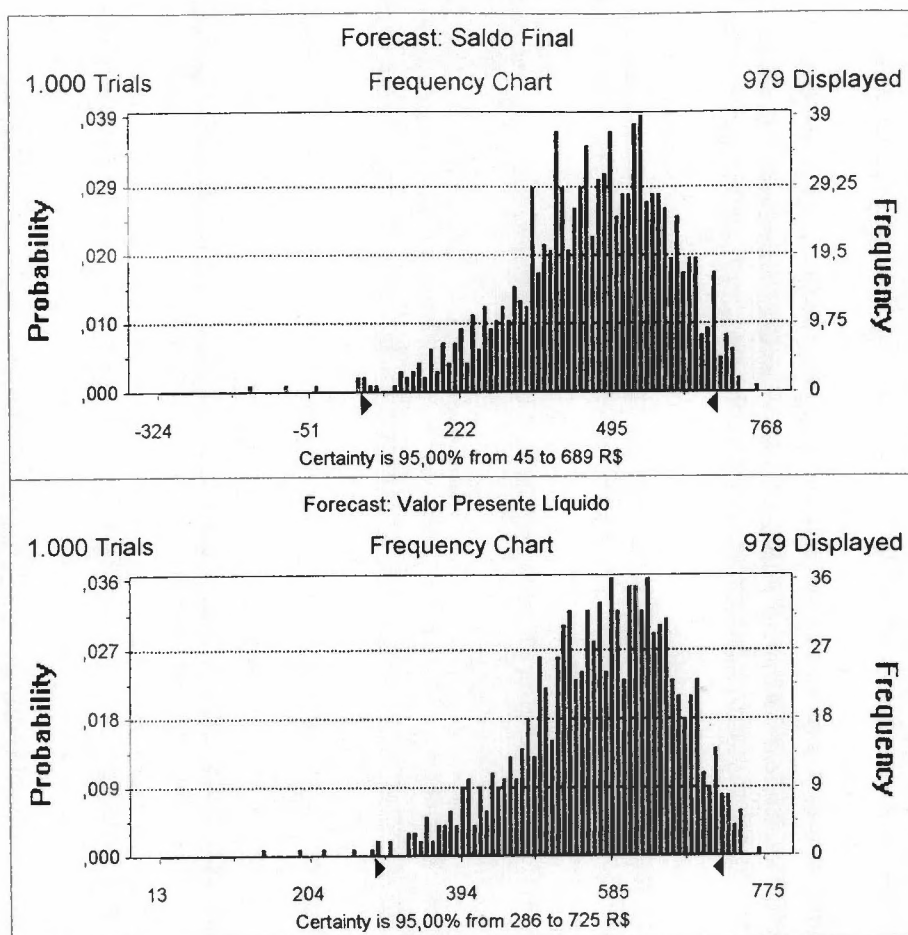 Forecast: Saldo Final
1.000 Trials Frequency Chart 979 Displayed
,039 39
,029 29,25
,020 19,5
,010 9,75
,000 0
Probability
Frequency
-324 -51 222 495 768
Certainty is 95,00% from 45 to 689 R$
Forecast: Valor Presente Líquido
1.000 Trials Frequency Chart 979 Displayed
,036 36
,027 27
,018 18
,009 9
,000 0
Probability
Frequency
13 204 394 585 775
Certainty is 95,00% from 286 to 725 R$